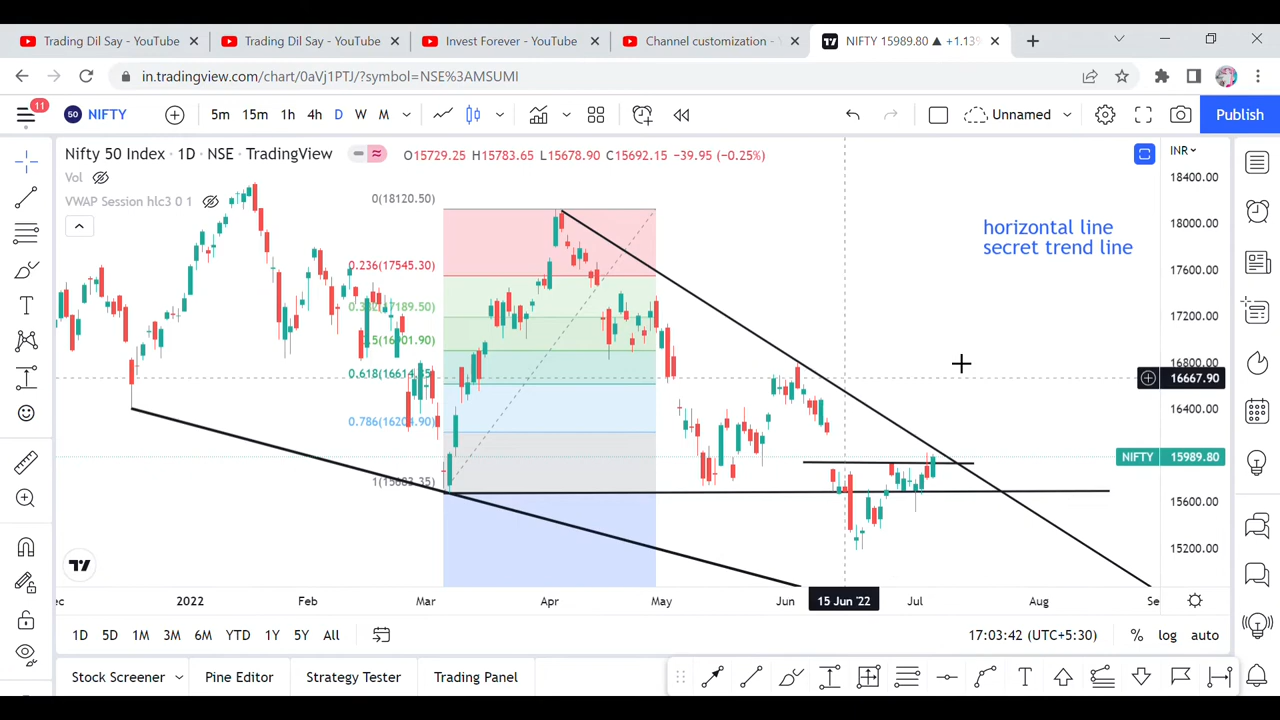 Trading Dil Say - YouTube
Trading Dil Say - YouTube
Invest Forever - YouTube
Channel customization -
NIFTY 15989.80 ▲ +1.13%
in.tradingview.com/chart/0aVj1PTJ/?symbol=NSE%3AMSUMI
11
50 NIFTY
5m 15m 1h 4h D W M
Unnamed
Publish
Nifty 50 Index · 1D · NSE · TradingView
O15729.25 H15783.65 L15678.90 C15692.15 -39.95 (-0.25%)
INR
Vol
VWAP Session hlc3 0 1
18400.00
18000.00
17600.00
17200.00
16800.00
16667.90
16400.00
NIFTY 15989.80
15600.00
15200.00
horizontal line
secret trend line
0(18120.50)
0.236(17545.30)
(17189.50)
0.618(16614.35)
0.786(16204.90)
2022 Feb Mar Apr May Jun 15 Jun '22 Jul Aug Se
1D 5D 1M 3M 6M YTD 1Y 5Y All
17:03:42 (UTC+5:30)
% log auto
Stock Screener
Pine Editor
Strategy Tester
Trading Panel